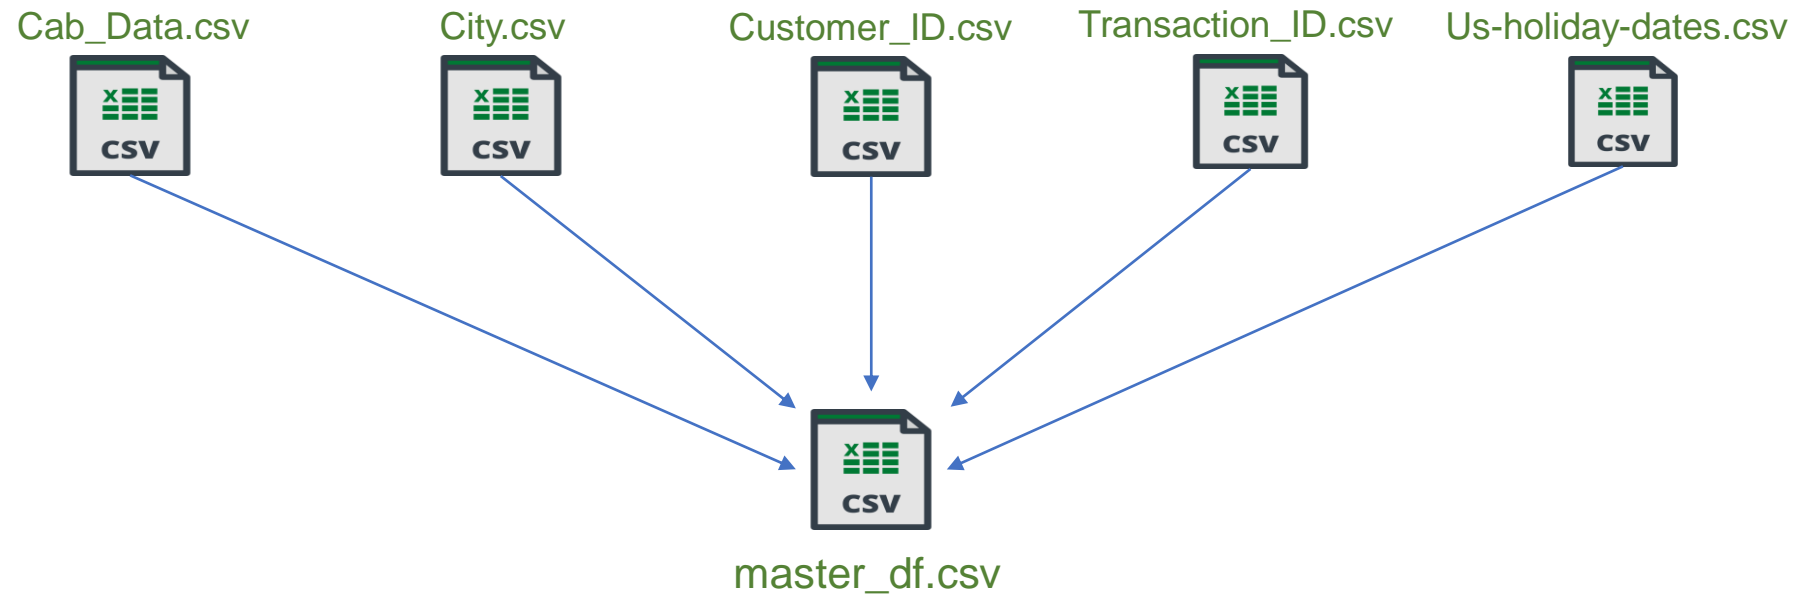 Cab_Data.csv
City.csv
Customer_ID.csv
Transaction_ID.csv
Us-holiday-dates.csv
X
CSV
X
CSV
X
CSV
X
CSV
X
CSV
X
CSV
master_df.csv